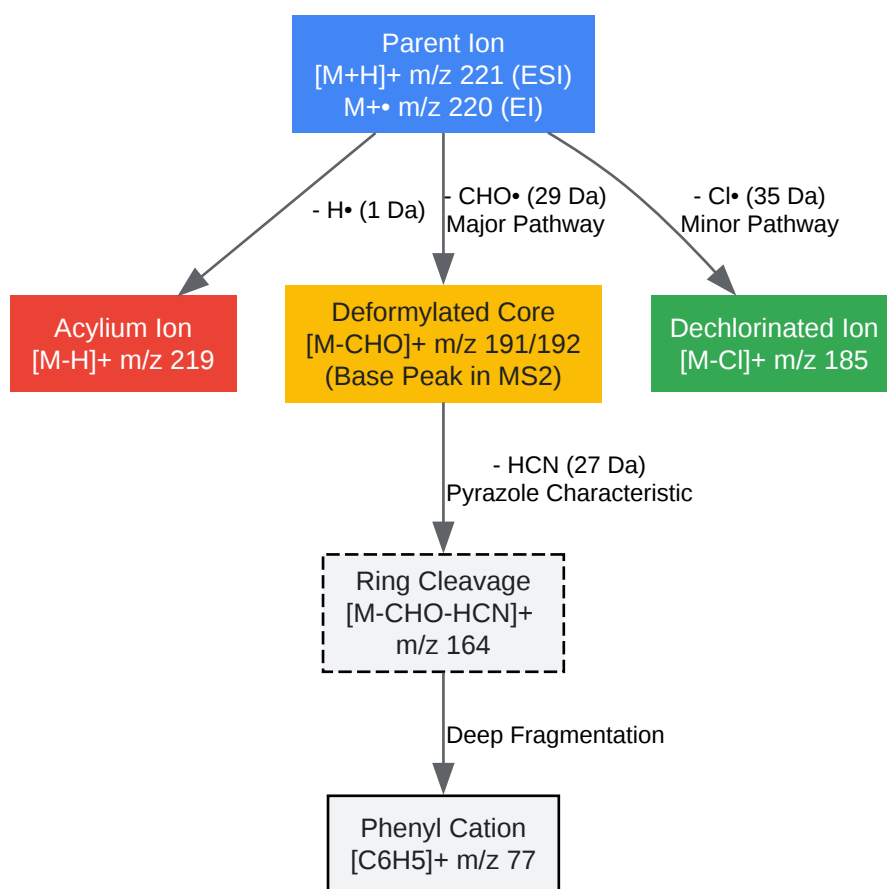 Parent Ion
[M+H]+ m/z 221 (ESI)
M+• m/z 220 (EI)
- H• (1 Da)
- CHO• (29 Da)
Major Pathway
- Cl• (35 Da)
Minor Pathway
Acylium Ion
[M-H]+ m/z 219
Deformylated Core
[M-CHO]+ m/z 191/192
(Base Peak in MS2)
Dechlorinated Ion
[M-Cl]+ m/z 185
- HCN (27 Da)
Pyrazole Characteristic
Ring Cleavage
[M-CHO-HCN]+
m/z 164
Deep Fragmentation
Phenyl Cation
[C6H5]+ m/z 77